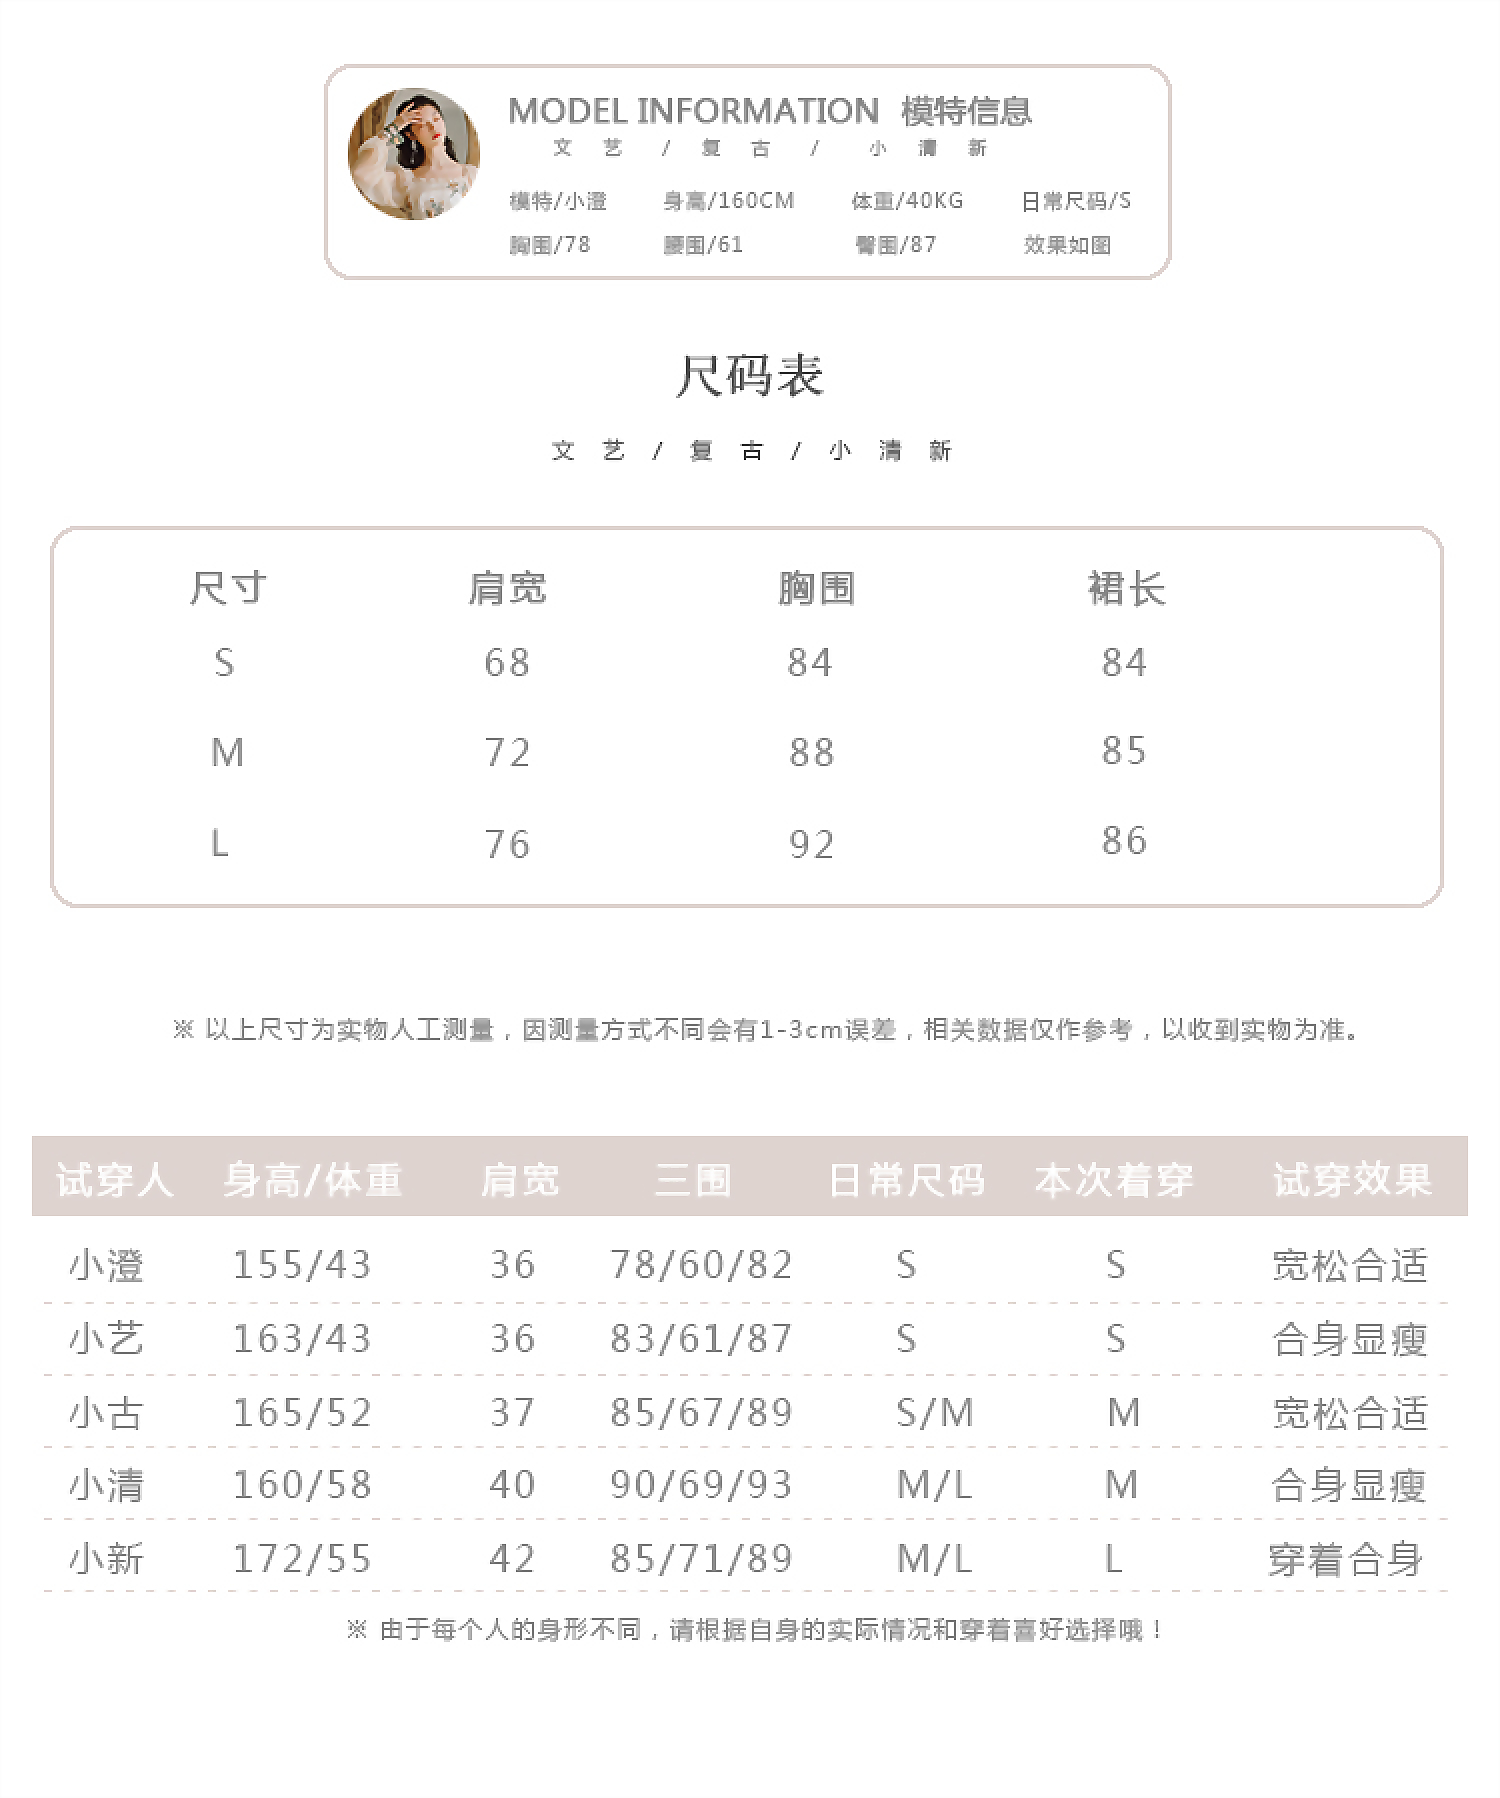 MODEL INFORMATION 模特信息
文 艺 / 复 古 / 小 清 新
模特/小澄 身高/160CM 体重/40KG 日常尺码/S
胸围/78 腰围/61 臀围/87 效果如图
尺码表
文 艺 / 复 古 / 小 清 新
尺寸 肩宽 胸围 裙长
S 68 84 84
M 72 88 85
L 76 92 86
※ 以上尺寸为实物人工测量，因测量方式不同会有1-3cm误差，相关数据仅作参考，以收到实物为准。
试穿人 身高/体重 肩宽 三围 日常尺码 本次着穿 试穿效果
小澄 155/43 36 78/60/82 S S 宽松合适
小艺 163/43 36 83/61/87 S S 合身显瘦
小古 165/52 37 85/67/89 S/M M 宽松合适
小清 160/58 40 90/69/93 M/L M 合身显瘦
小新 172/55 42 85/71/89 M/L L 穿着合身
※ 由于每个人的身形不同，请根据自身的实际情况和穿着喜好选择哦！